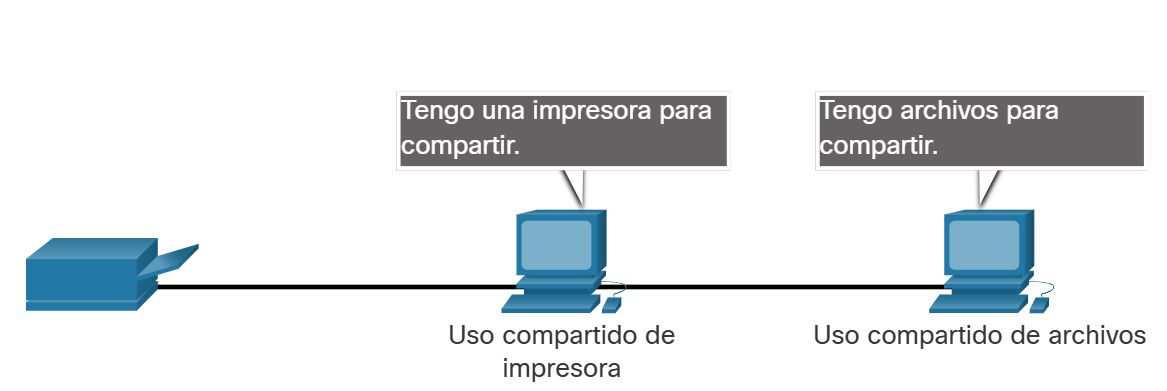 Tengo una impresora para
compartir.
Tengo archivos para
compartir.
Uso compartido de
impresora
Uso compartido de archivos